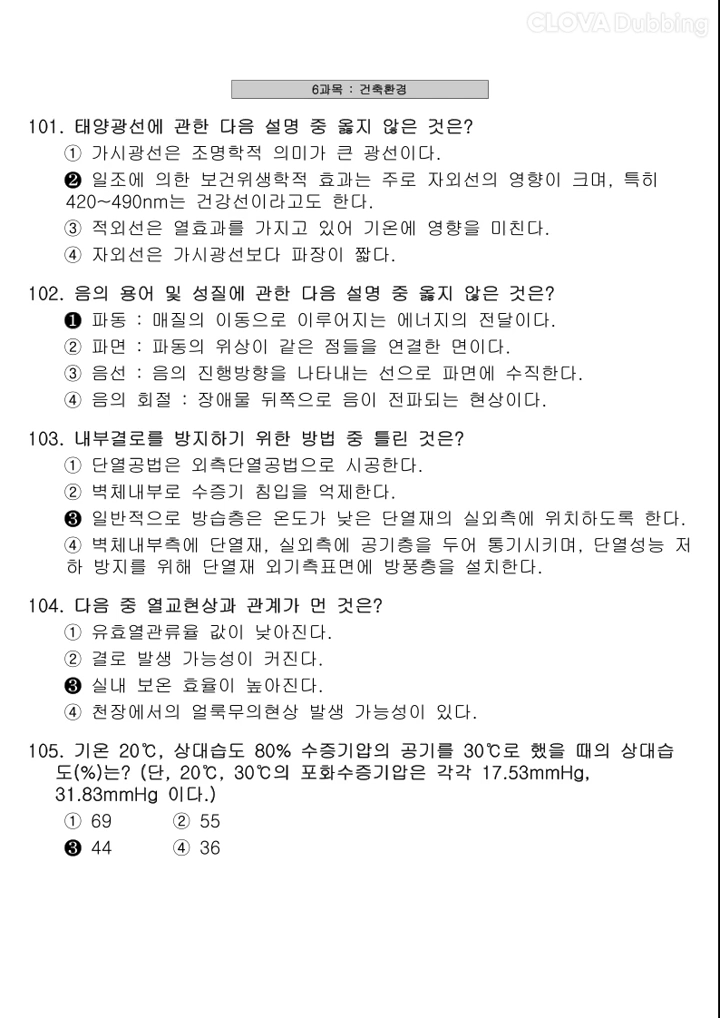 CLOVA Dubbing
6과목 : 건축환경
101. 태양광선에 관한 다음 설명 중 옳지 않은 것은?
① 가시광선은 조명학적 의미가 큰 광선이다.
❷ 일조에 의한 보건위생학적 효과는 주로 자외선의 영향이 크며, 특히
420~490nm는 건강선이라고도 한다.
③ 적외선은 열효과를 가지고 있어 기온에 영향을 미친다.
④ 자외선은 가시광선보다 파장이 짧다.
102. 음의 용어 및 성질에 관한 다음 설명 중 옳지 않은 것은?
❶ 파동 : 매질의 이동으로 이루어지는 에너지의 전달이다.
② 파면 : 파동의 위상이 같은 점들을 연결한 면이다.
③ 음선 : 음의 진행방향을 나타내는 선으로 파면에 수직한다.
④ 음의 회절 : 장애물 뒤쪽으로 음이 전파되는 현상이다.
103. 내부결로를 방지하기 위한 방법 중 틀린 것은?
① 단열공법은 외측단열공법으로 시공한다.
② 벽체내부로 수증기 침입을 억제한다.
❸ 일반적으로 방습층은 온도가 낮은 단열재의 실외측에 위치하도록 한다.
④ 벽체내부측에 단열재, 실외측에 공기층을 두어 통기시키며, 단열성능 저
하 방지를 위해 단열재 외기측표면에 방풍층을 설치한다.
104. 다음 중 열교현상과 관계가 먼 것은?
① 유효열관류율 값이 낮아진다.
② 결로 발생 가능성이 커진다.
❸ 실내 보온 효율이 높아진다.
④ 천장에서의 얼룩무의현상 발생 가능성이 있다.
105. 기온 20℃, 상대습도 80% 수증기압의 공기를 30℃로 했을 때의 상대습
도(%)는? (단, 20℃, 30℃의 포화수증기압은 각각 17.53mmHg,
31.83mmHg 이다.)
① 69 ② 55
❸ 44 ④ 36